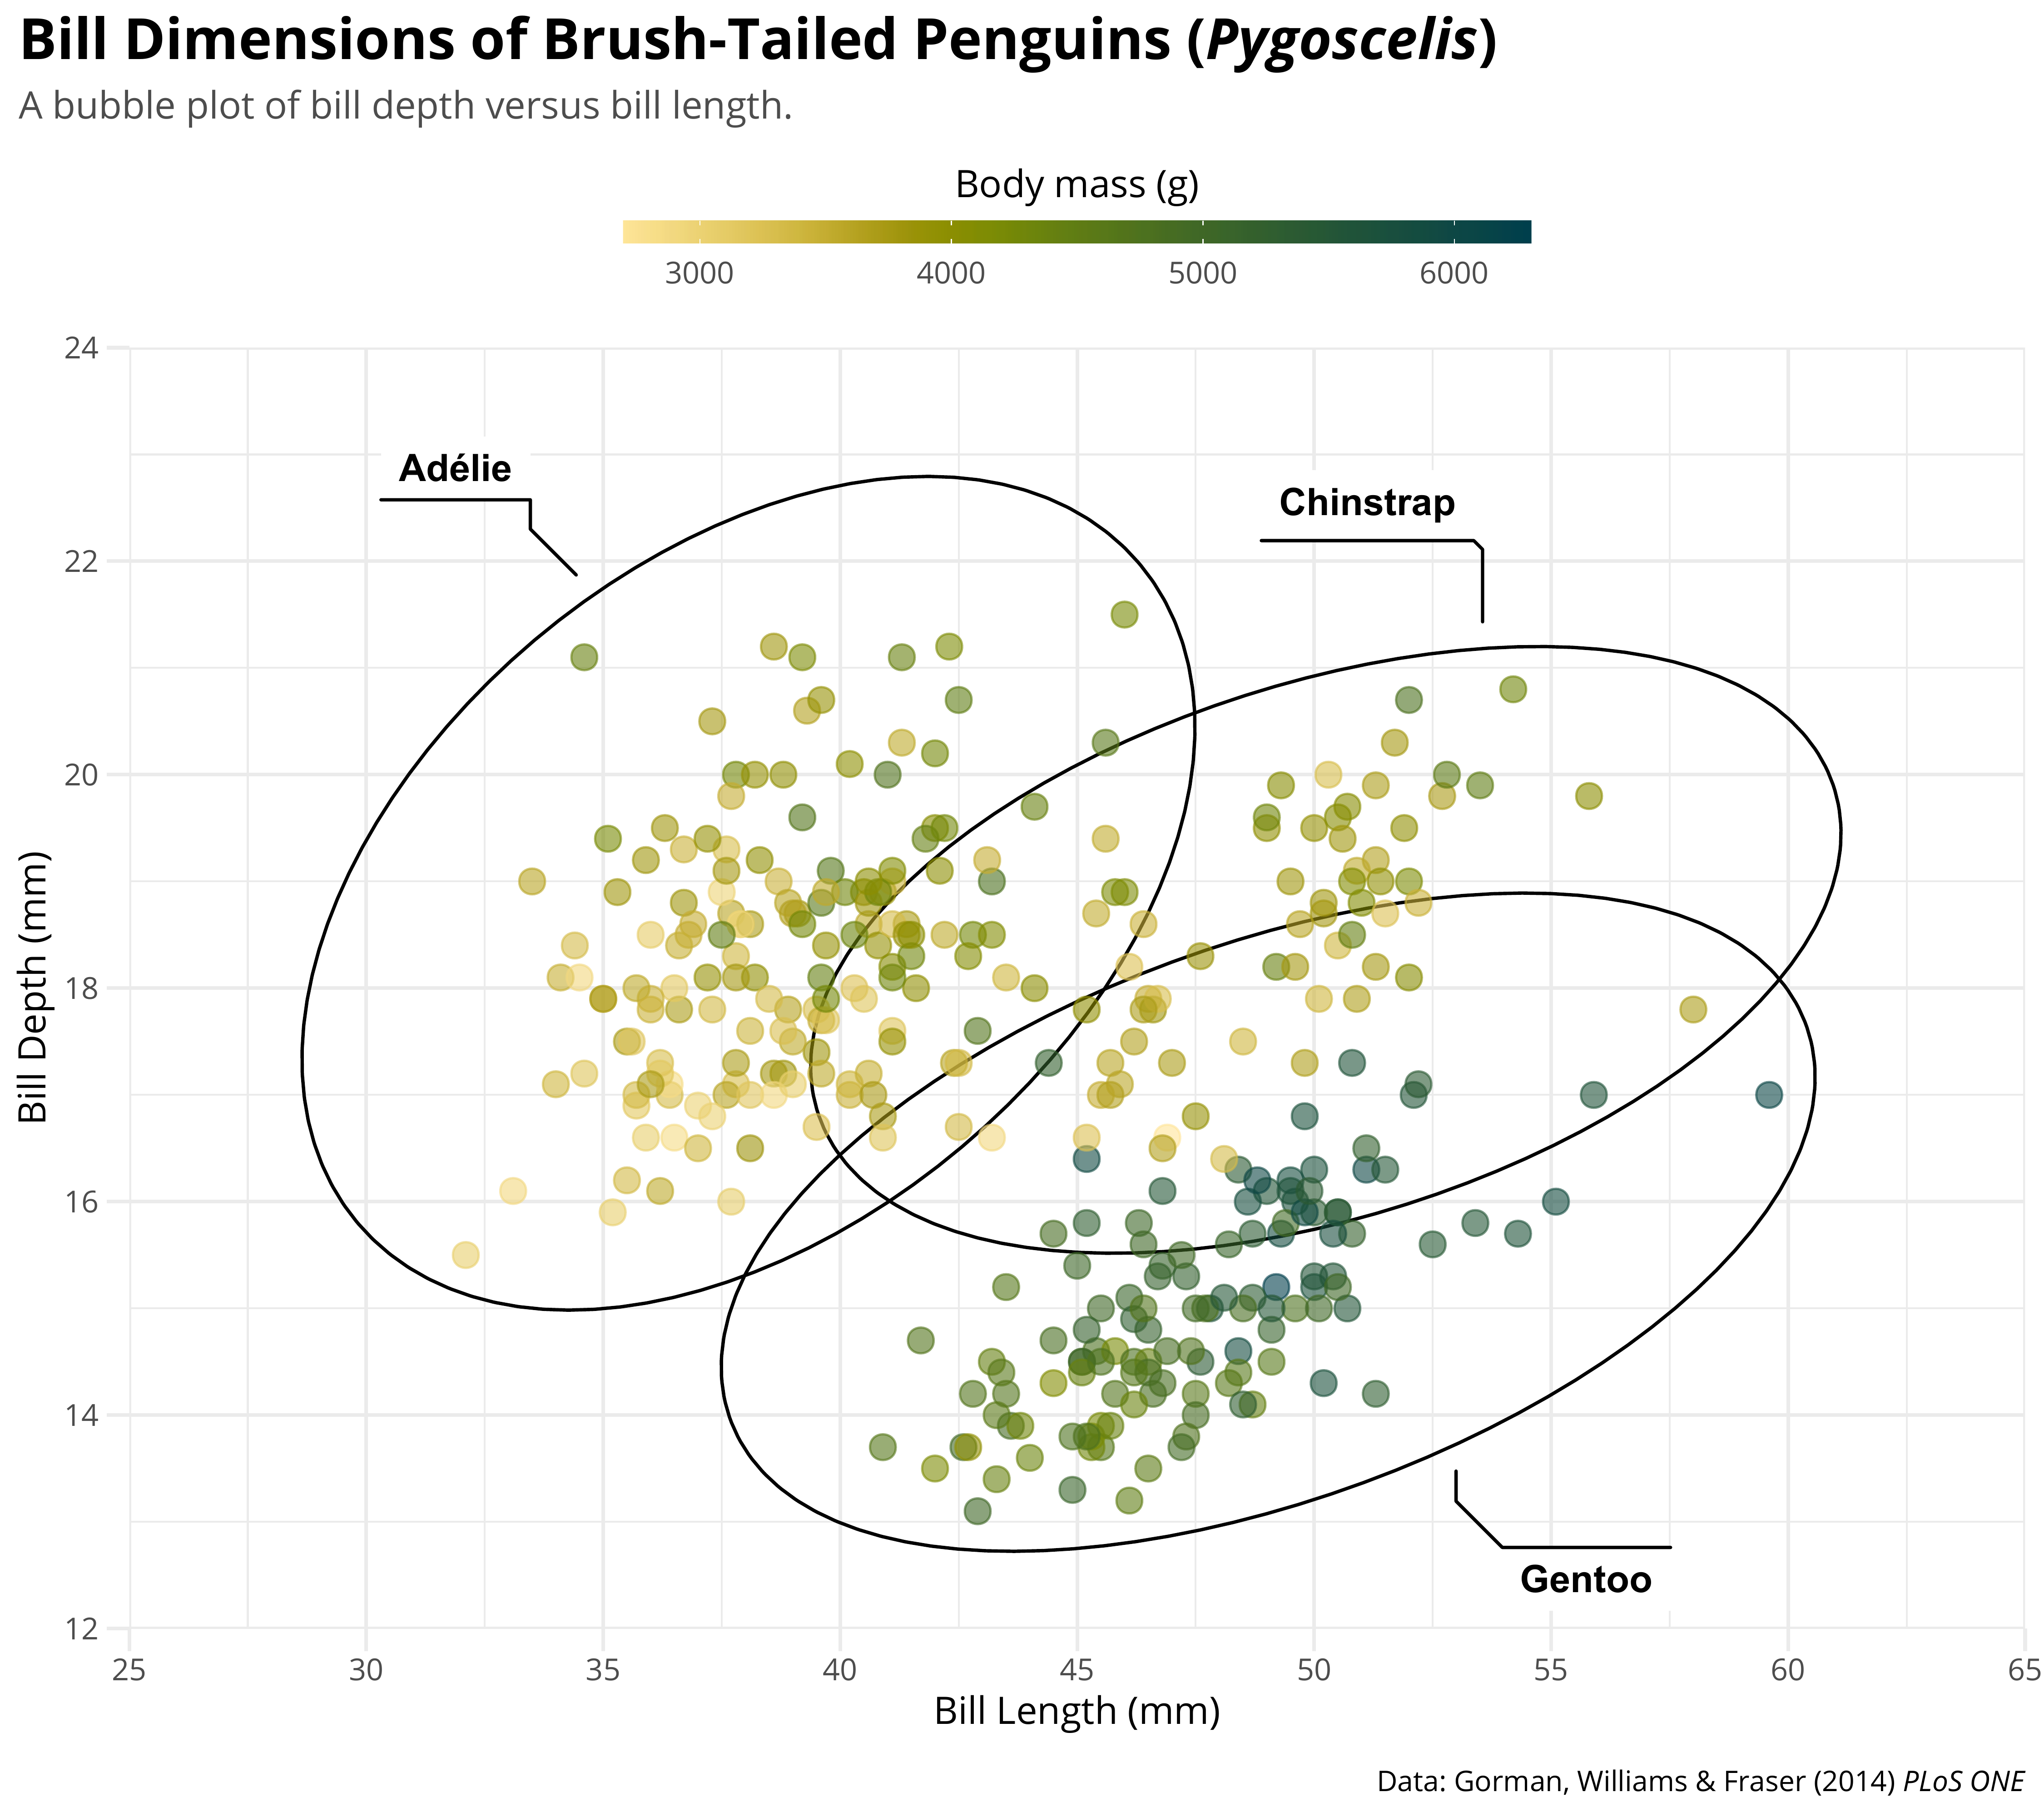 Bill Dimensions of Brush-Tailed Penguins (Pygoscelis)
A bubble plot of bill depth versus bill length.
Body mass (g)
3000 4000 5000 6000
24
22
20
18
16
14
12
Bill Depth (mm)
Adélie
Chinstrap
Gentoo
25 30 35 40 45 50 55 60 65
Bill Length (mm)
Data: Gorman, Williams & Fraser (2014) PLoS ONE